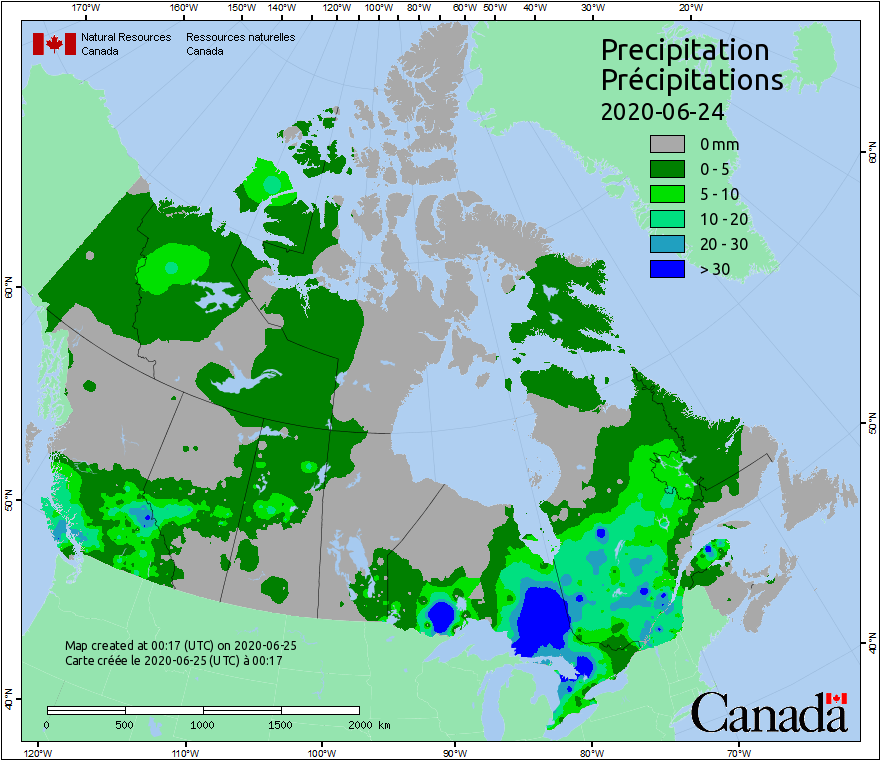 170°W 160°W 150°W 140°W 130°W 120°W 110°W 100°W 90°W 80°W 60°W 50°W 40°W 30°W 20°W
Natural Resources Ressources naturelles
Canada Canada
Precipitation
Précipitations
2020-06-24
0 mm
0 - 5
5 - 10
10 - 20
20 - 30
> 30
60°N 60°N
50°N 50°N
40°N 40°N
Map created at 00:17 (UTC) on 2020-06-25
Carte créée le 2020-06-25 (UTC) à 00:17
0 500 1000 1500 2000 km
Canada
120°W 110°W 100°W 90°W 80°W 70°W